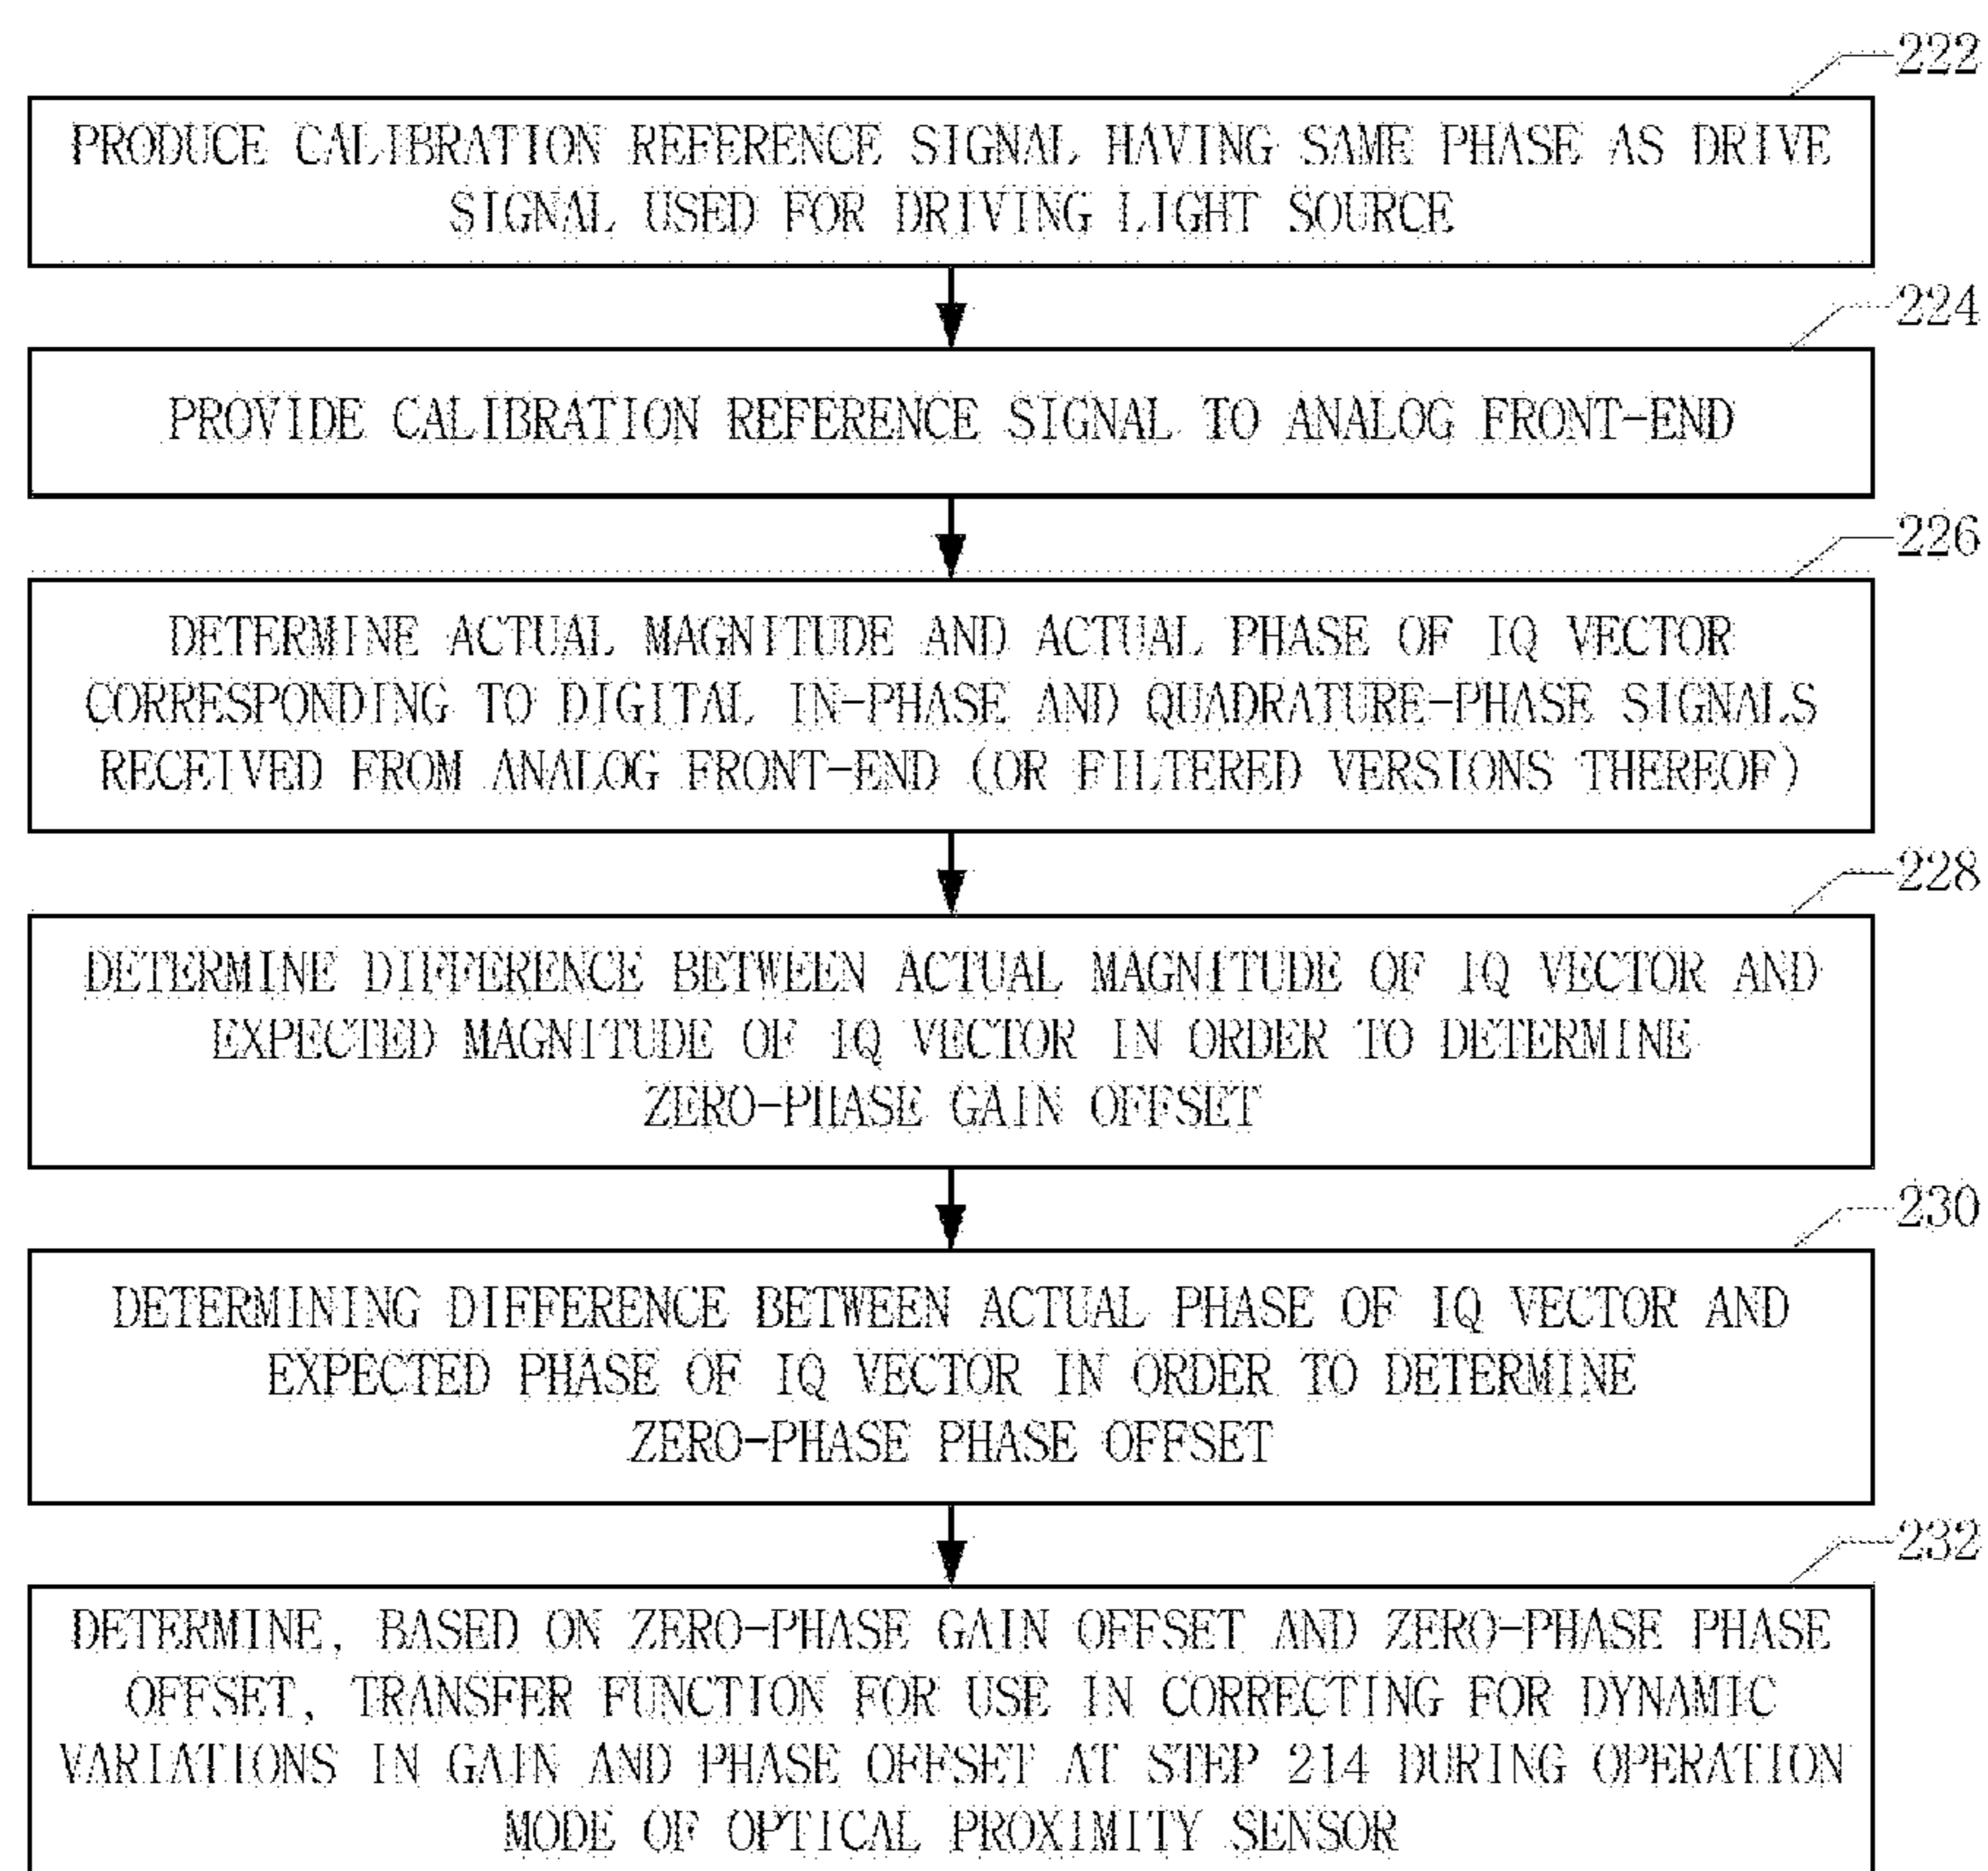 222
PRODUCE CALIBRATION REFERENCE SIGNAL HAVING SAME PHASE AS DRIVE
SIGNAL USED FOR DRIVING LIGHT SOURCE
224
PROVIDE CALIBRATION REFERENCE SIGNAL TO ANALOG FRONT-END
226
DETERMINE ACTUAL MAGNITUDE AND ACTUAL PHASE OF IQ VECTOR
CORRESPONDING TO DIGITAL IN-PHASE AND QUADRATURE-PHASE SIGNALS
RECEIVED FROM ANALOG FRONT-END (OR FILTERED VERSIONS THEREOF)
228
DETERMINE DIFFERENCE BETWEEN ACTUAL MAGNITUDE OF IQ VECTOR AND
EXPECTED MAGNITUDE OF IQ VECTOR IN ORDER TO DETERMINE
ZERO-PHASE GAIN OFFSET
230
DETERMINING DIFFERENCE BETWEEN ACTUAL PHASE OF IQ VECTOR AND
EXPECTED PHASE OF IQ VECTOR IN ORDER TO DETERMINE
ZERO-PHASE PHASE OFFSET
232
DETERMINE, BASED ON ZERO-PHASE GAIN OFFSET AND ZERO-PHASE PHASE
OFFSET, TRANSFER FUNCTION FOR USE IN CORRECTING FOR DYNAMIC
VARIATIONS IN GAIN AND PHASE OFFSET AT STEP 214 DURING OPERATION
MODE OF OPTICAL PROXIMITY SENSOR